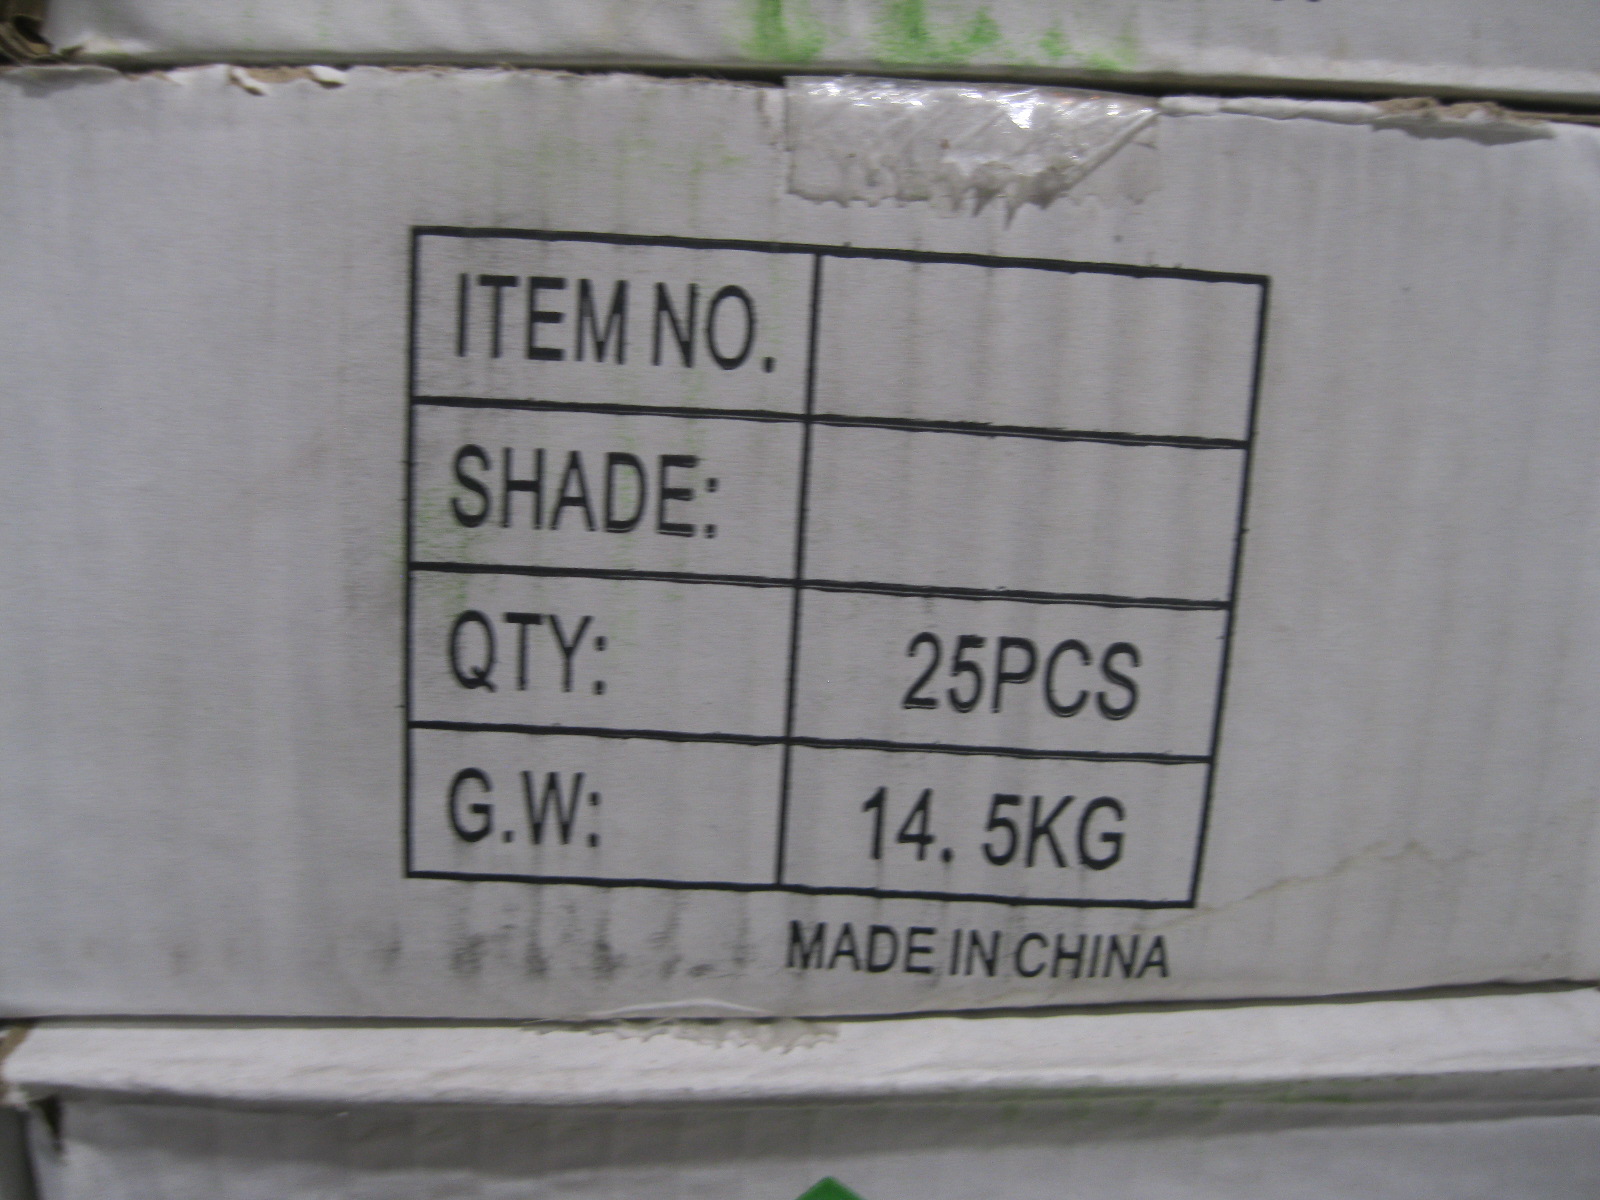 ITEM NO.
SHADE:
QTY: 25PCS
G.W: 14. 5KG
MADE IN CHINA